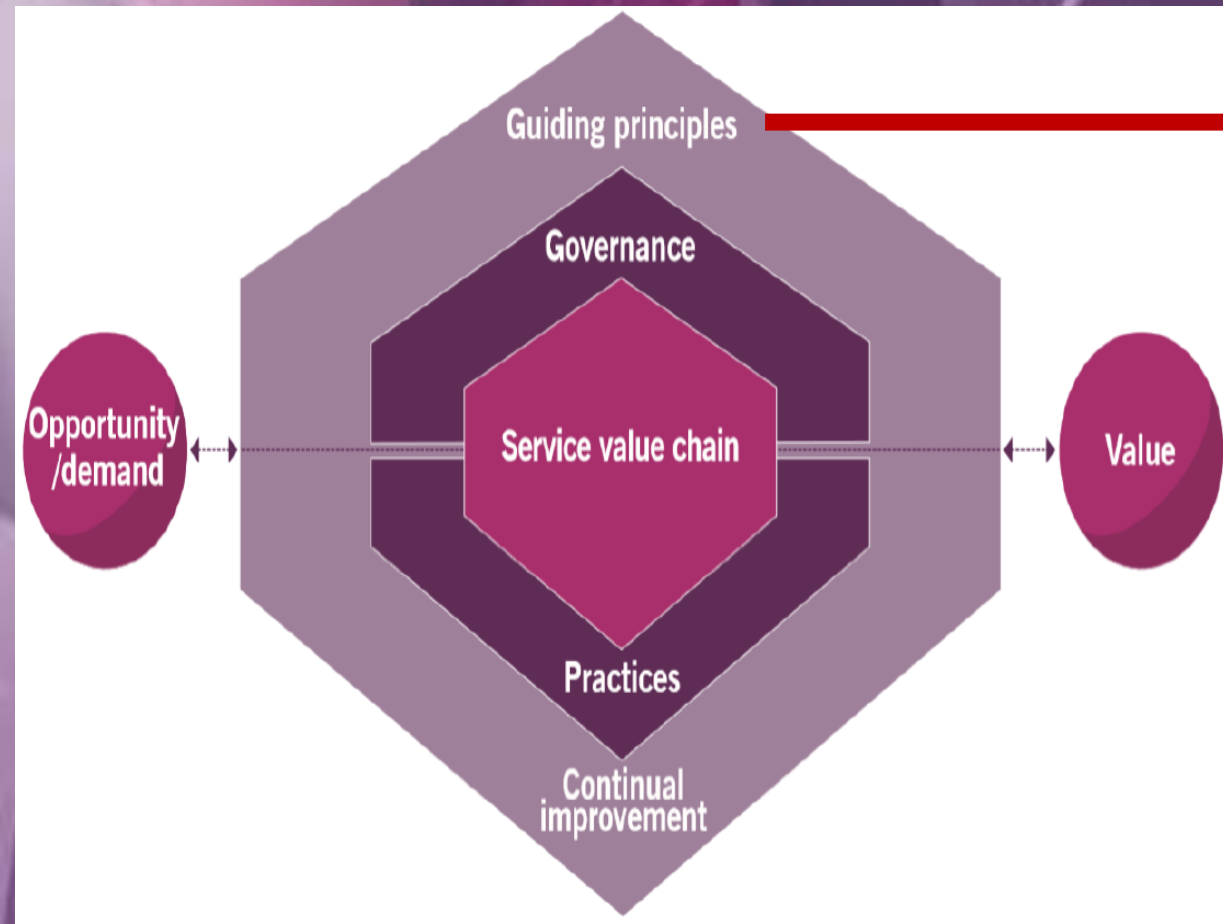 Guiding principles
Governance
Opportunity
/demand
Service value chain
Value
Practices
Continual
improvement